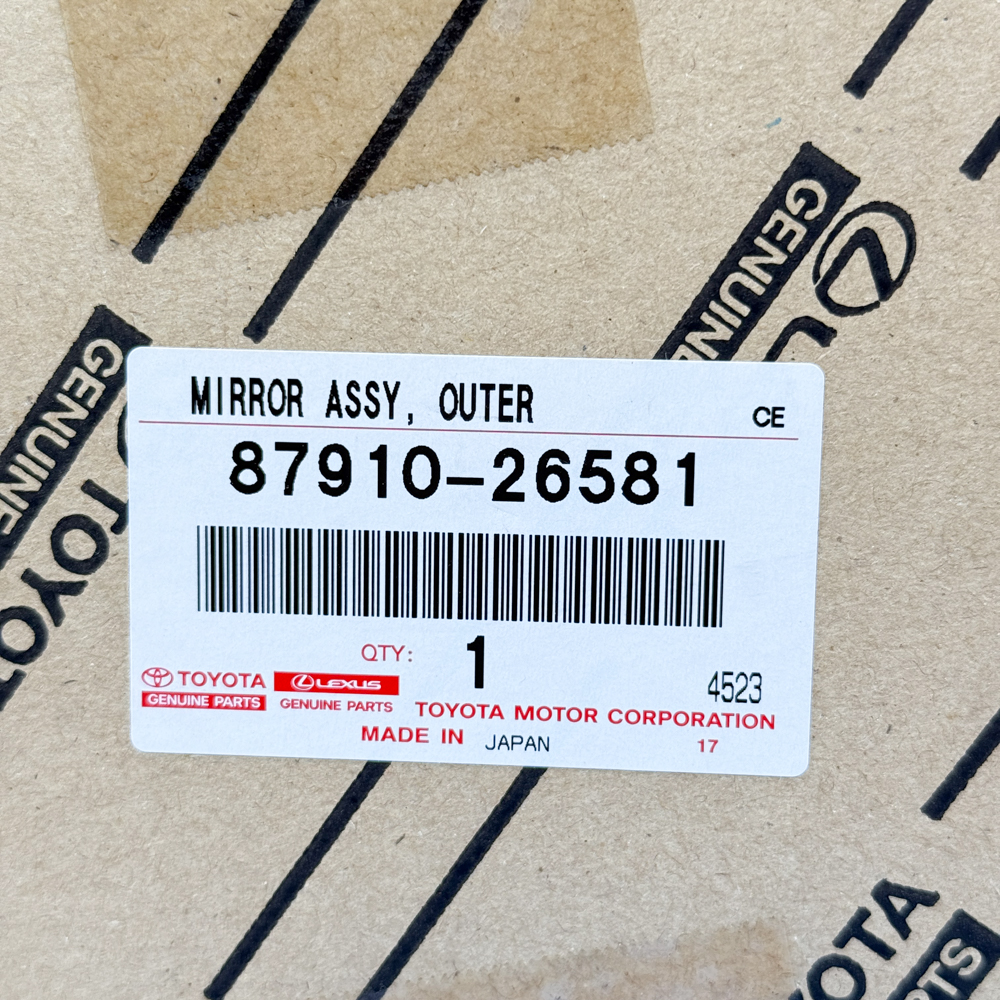 GENUINE
GENUINE
TOYOTA
MIRROR ASSY, OUTER
CE
87910-26581
QTY: 1
TOYOTA
GENUINE PARTS
LEXUS
GENUINE PARTS
4523
TOYOTA MOTOR CORPORATION
MADE IN JAPAN
17
TOYOTA